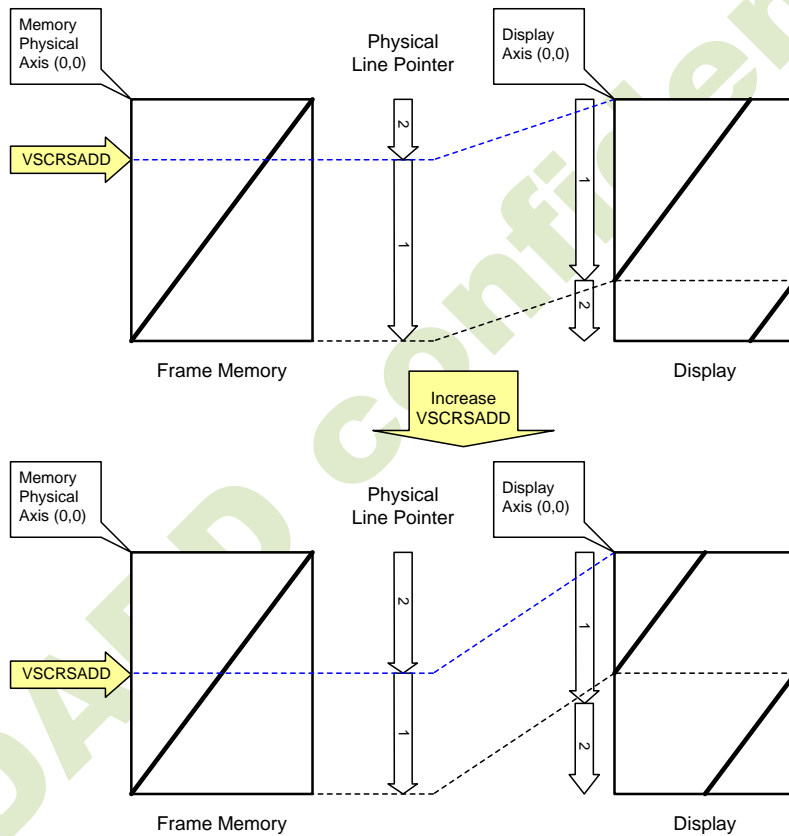 Memory
Physical
Axis (0,0)
Physical
Line Pointer
Display
Axis (0,0)
2
1
1
2
VSCRSADD
Frame Memory
Display
Increase
VSCRSADD
Memory
Physical
Axis (0,0)
Physical
Line Pointer
Display
Axis (0,0)
2
1
1
2
VSCRSADD
Frame Memory
Display
confiden